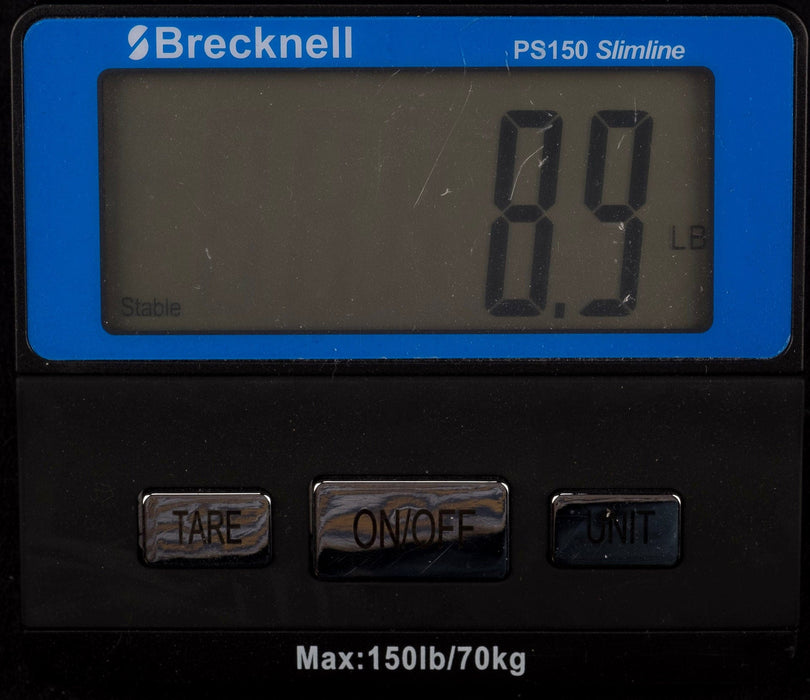 Brecknell PS150 Slimline
8.9 LB
Stable
TARE ON/OFF UNIT
Max:150lb/70kg